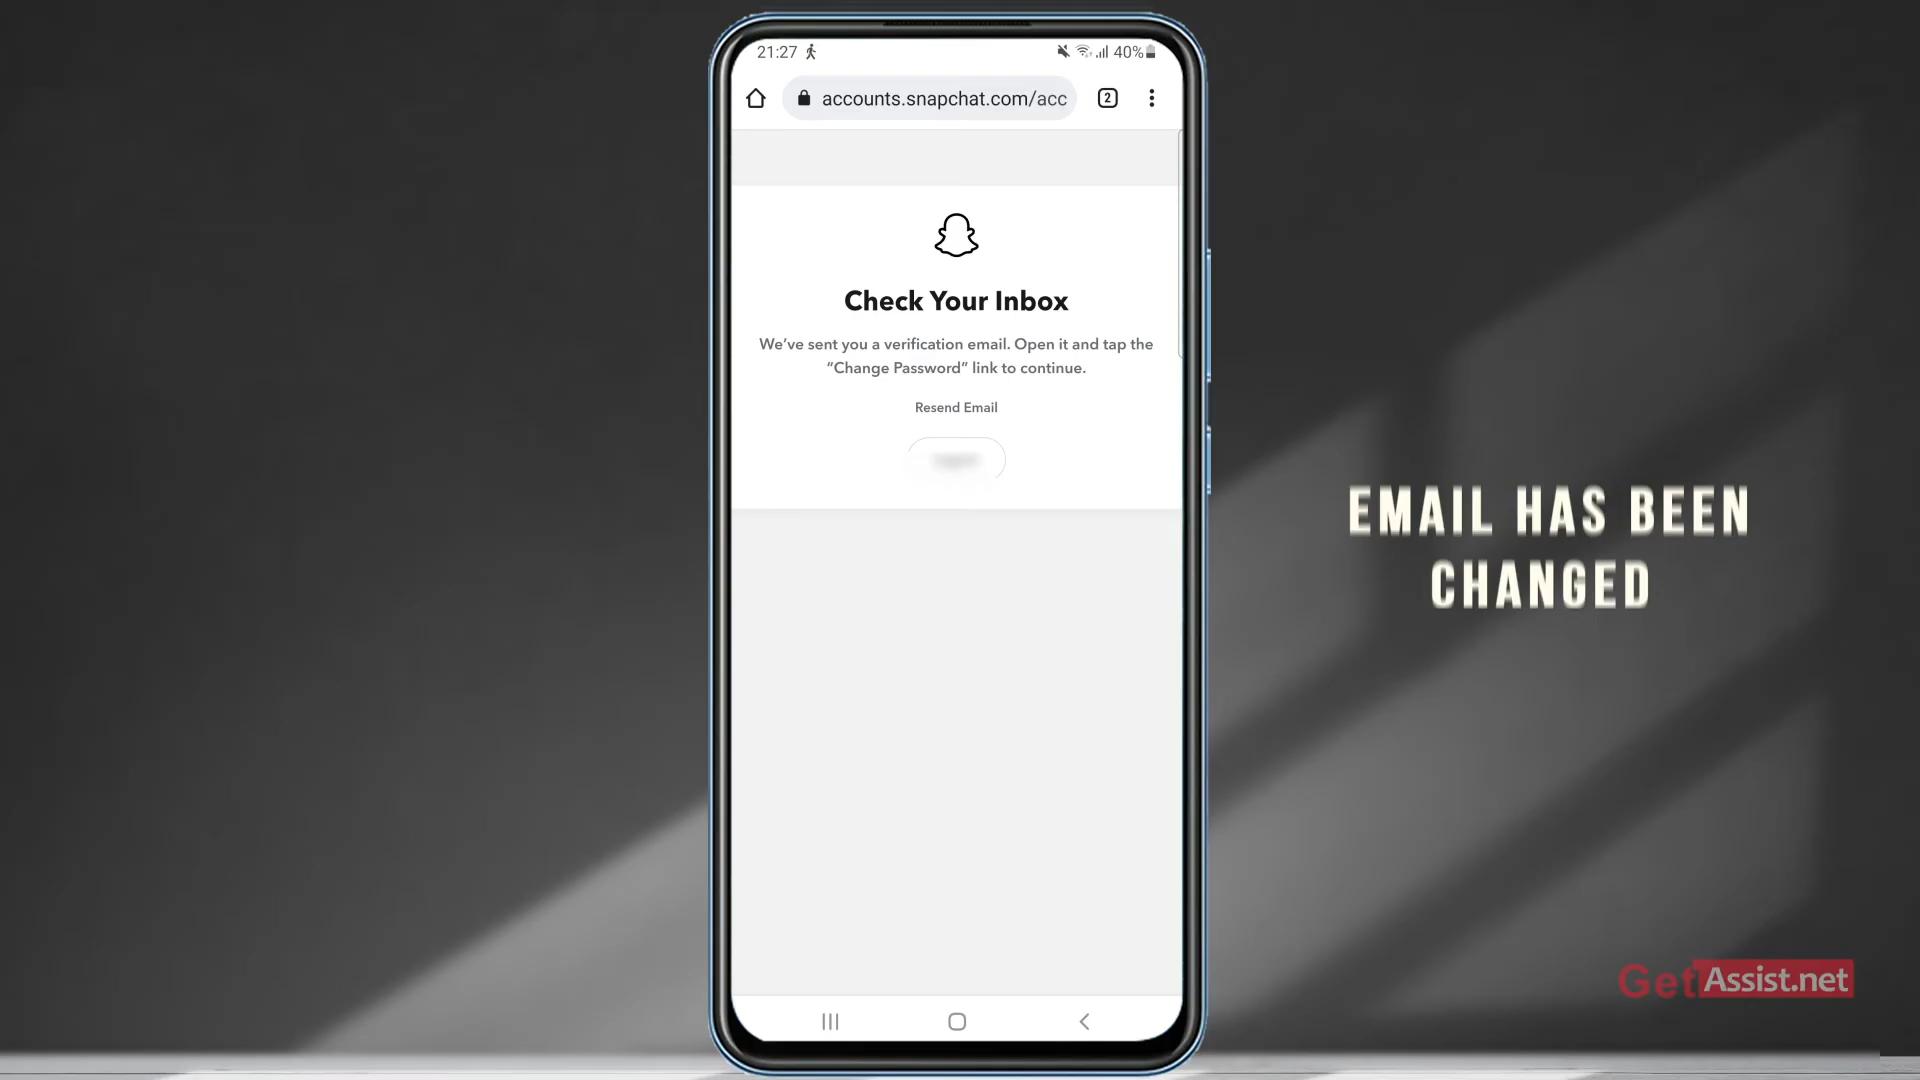 21:27
40%
accounts.snapchat.com/acc
2
Check Your Inbox
We've sent you a verification email. Open it and tap the
“Change Password” link to continue.
Resend Email
EMAIL HAS BEEN
CHANGED
GetAssist.net